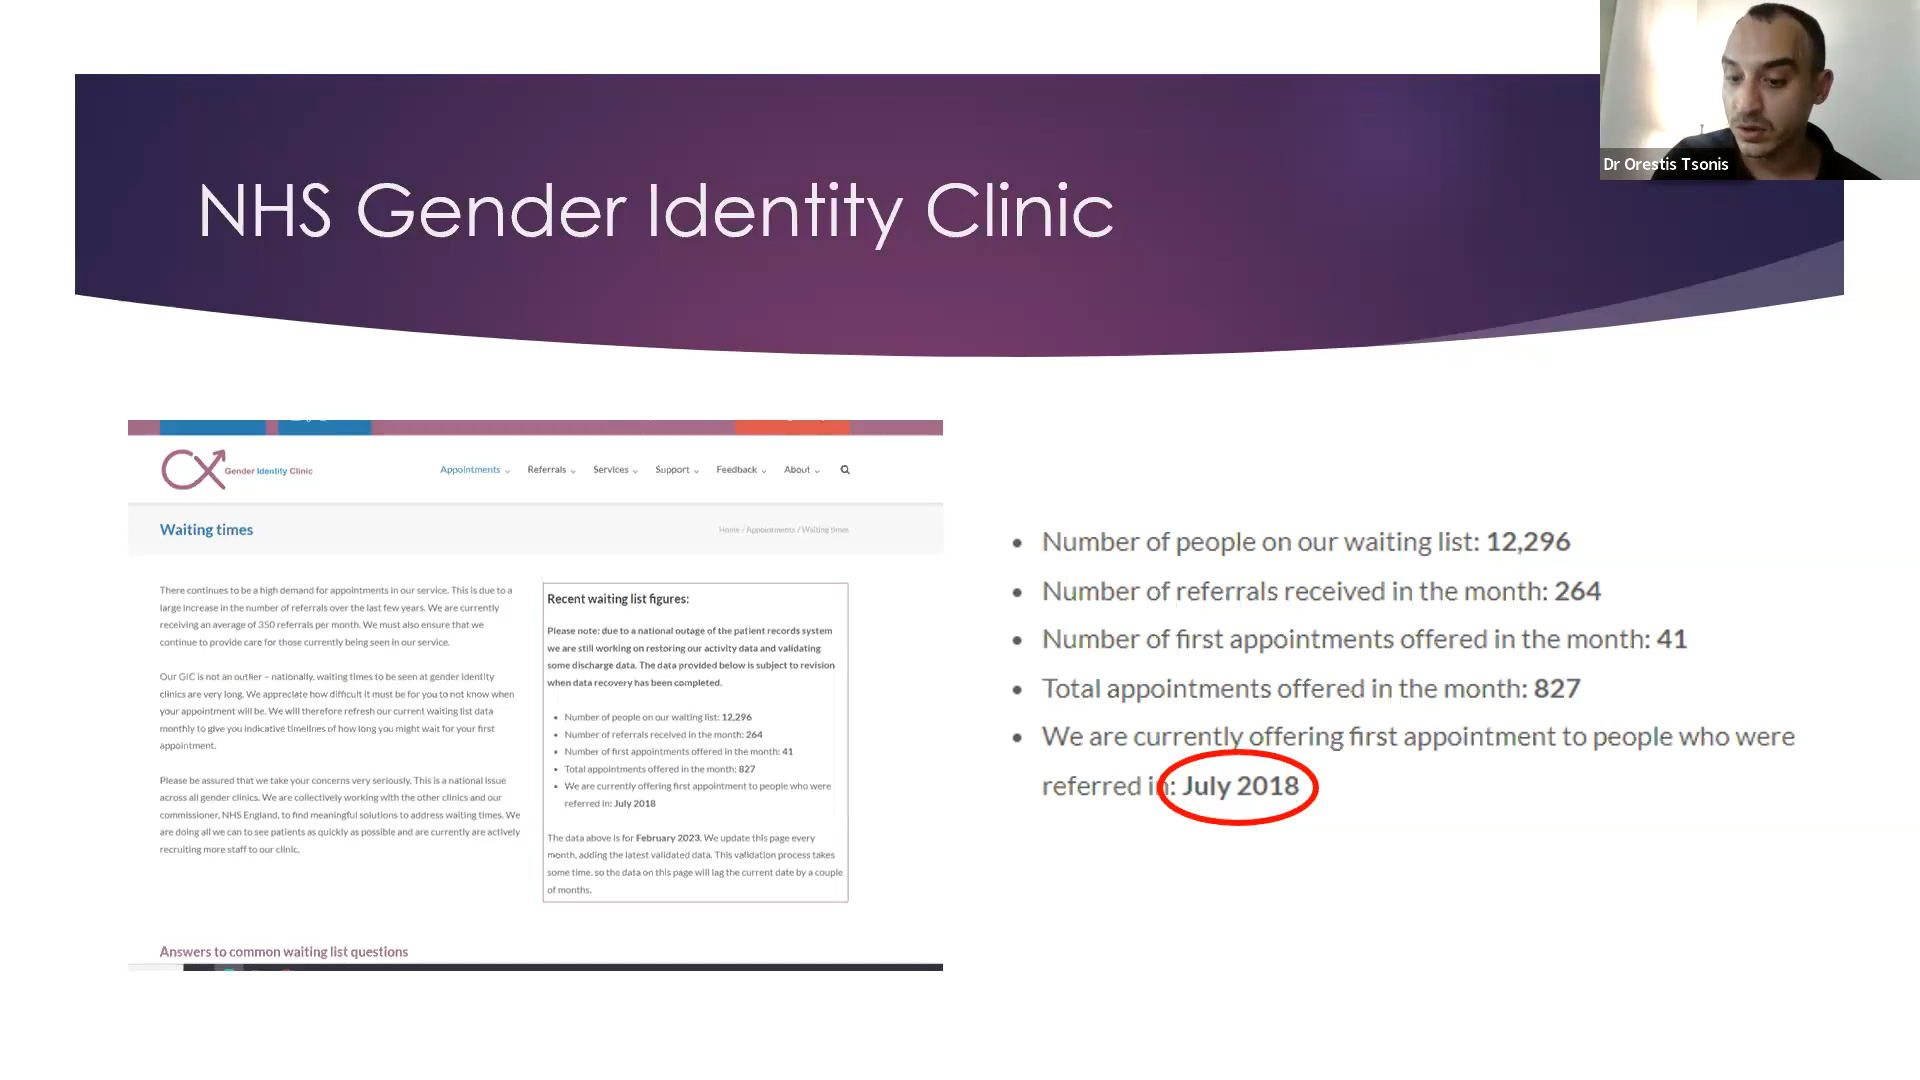 Dr Orestis Tsonis
NHS Gender Identity Clinic
Gender Identity Clinic
Appointments
Referrals
Services
Support
Feedback
About
Waiting times
Home / Appointments / Waiting times
There continues to be a high demand for appointments in our service. This is due to a
large increase in the number of referrals over the last few years. We are currently
receiving an average of 350 referrals per month. We must also ensure that we
continue to provide care for those currently being seen in our service.
Our GIC is not an outlier – nationally, waiting times to be seen at gender identity
clinics are very long. We appreciate how difficult it must be for you to not know when
your appointment will be. We will therefore refresh our current waiting list data
monthly to give you indicative timelines of how long you might wait for your first
appointment.
Please be assured that we take your concerns very seriously. This is a national issue
across all gender clinics. We are collectively working with the other clinics and our
commissioner, NHS England, to find meaningful solutions to address waiting times. We
are doing all we can to see patients as quickly as possible and are currently are actively
recruiting more staff to our clinic.
Recent waiting list figures:
Please note: due to a national outage of the patient records system
we are still working on restoring our activity data and validating
some discharge data. The data provided below is subject to revision
when data recovery has been completed.
• Number of people on our waiting list: 12,296
• Number of referrals received in the month: 264
• Number of first appointments offered in the month: 41
• Total appointments offered in the month: 827
• We are currently offering first appointment to people who were
referred in: July 2018
The data above is for February 2023. We update this page every
month, adding the latest validated data. This validation process takes
some time, so the data on this page will lag the current date by a couple
of months.
Answers to common waiting list questions
• Number of people on our waiting list: 12,296
• Number of referrals received in the month: 264
• Number of first appointments offered in the month: 41
• Total appointments offered in the month: 827
• We are currently offering first appointment to people who were
referred in: July 2018